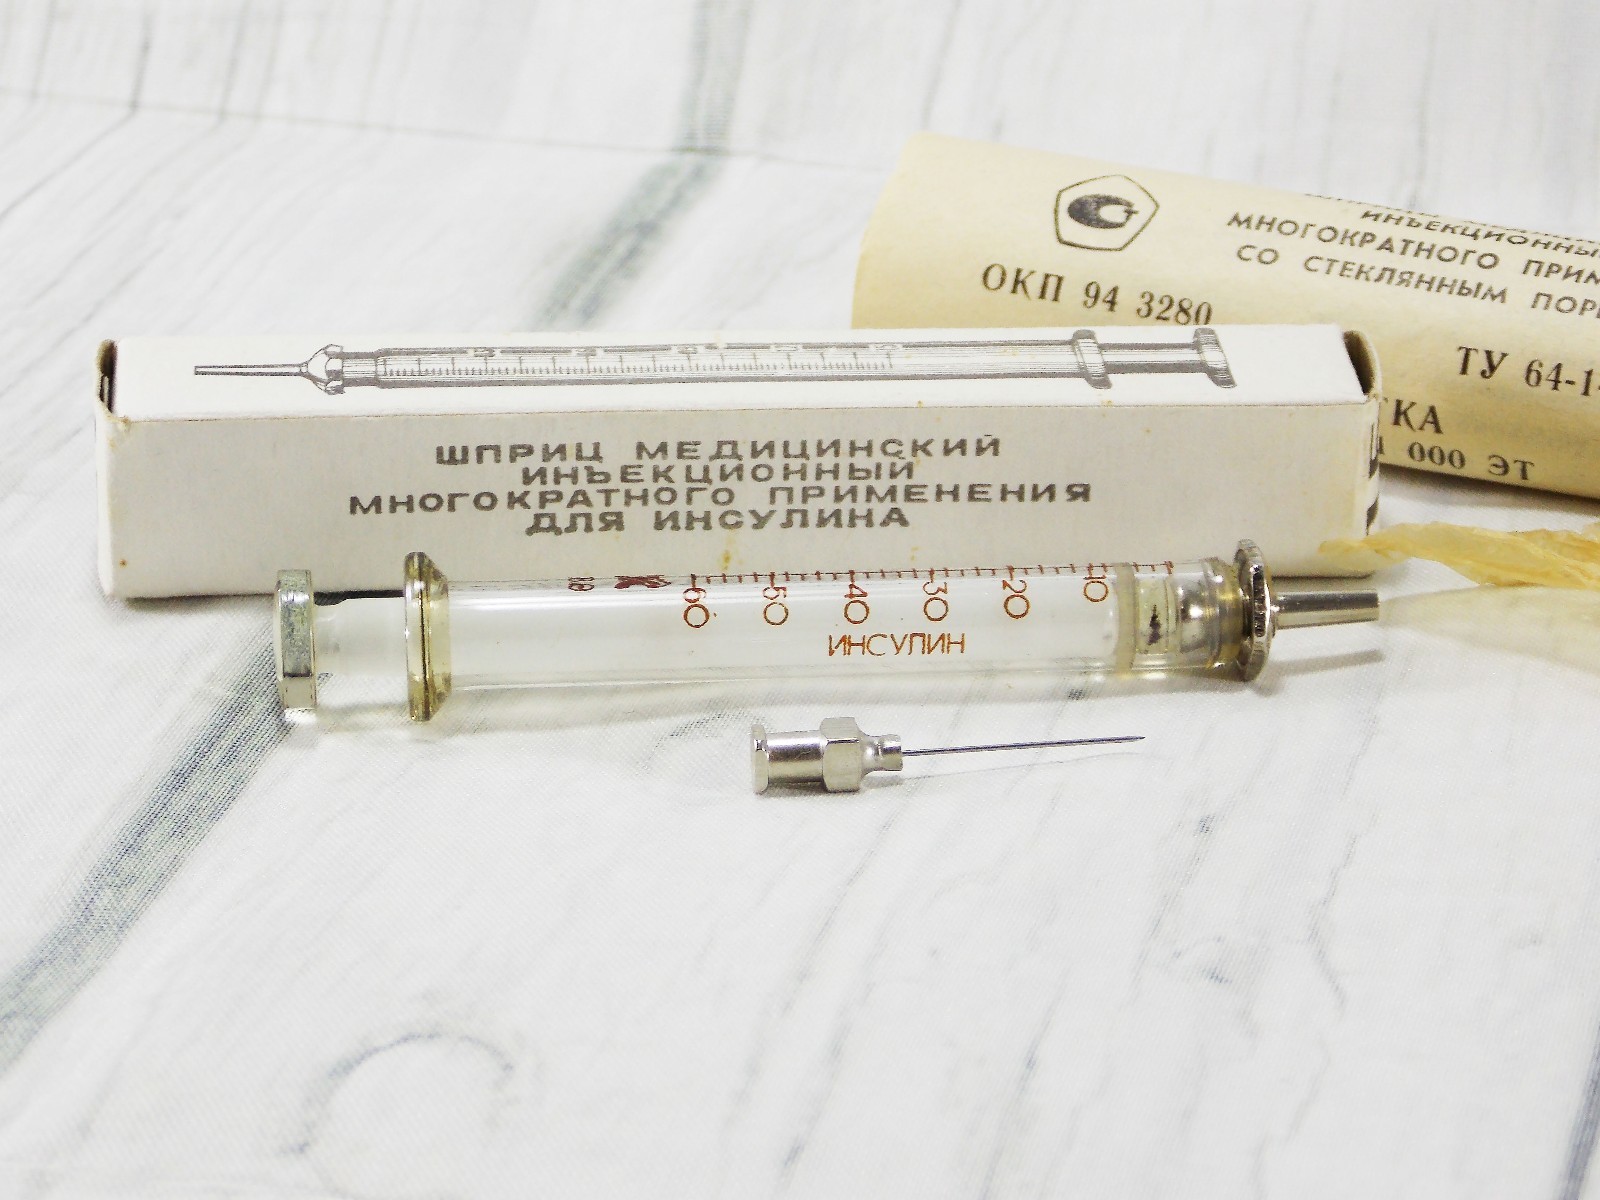 ИНЪЕКЦИОННЫ
МНОГОКРАТНОГО ПРИМ
СО СТЕКЛЯННЫМ ПОР
ОКП 94 3280
ТУ 64-1-
КА
000 ЭТ
ШПРИЦ МЕДИЦИНСКИЙ
ИНЪЕКЦИОННЫЙ
МНОГОКРАТНОГО ПРИМЕНЕНИЯ
ДЛЯ ИНСУЛИНА
60 50 40 30 20 10
ИНСУЛИН